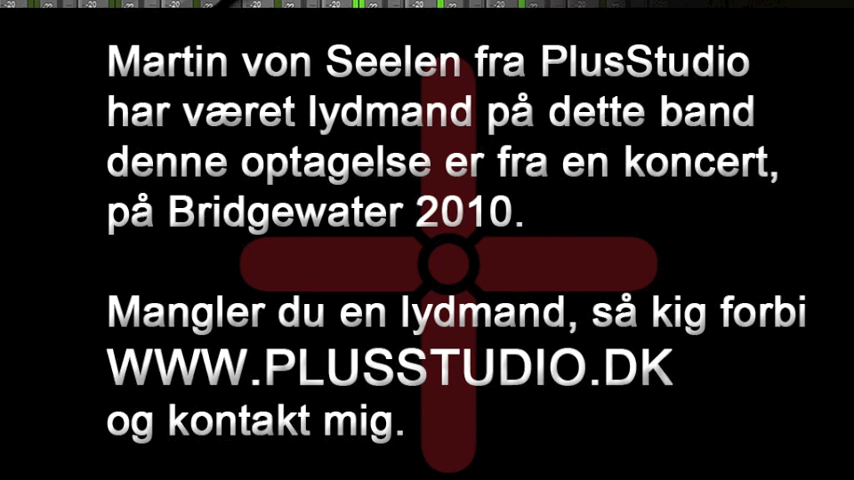 Martin von Seelen fra PlusStudio
har været lydmand på dette band
denne optagelse er fra en koncert,
på Bridgewater 2010.
Mangler du en lydmand, så kig forbi
WWW.PLUSSTUDIO.DK
og kontakt mig.